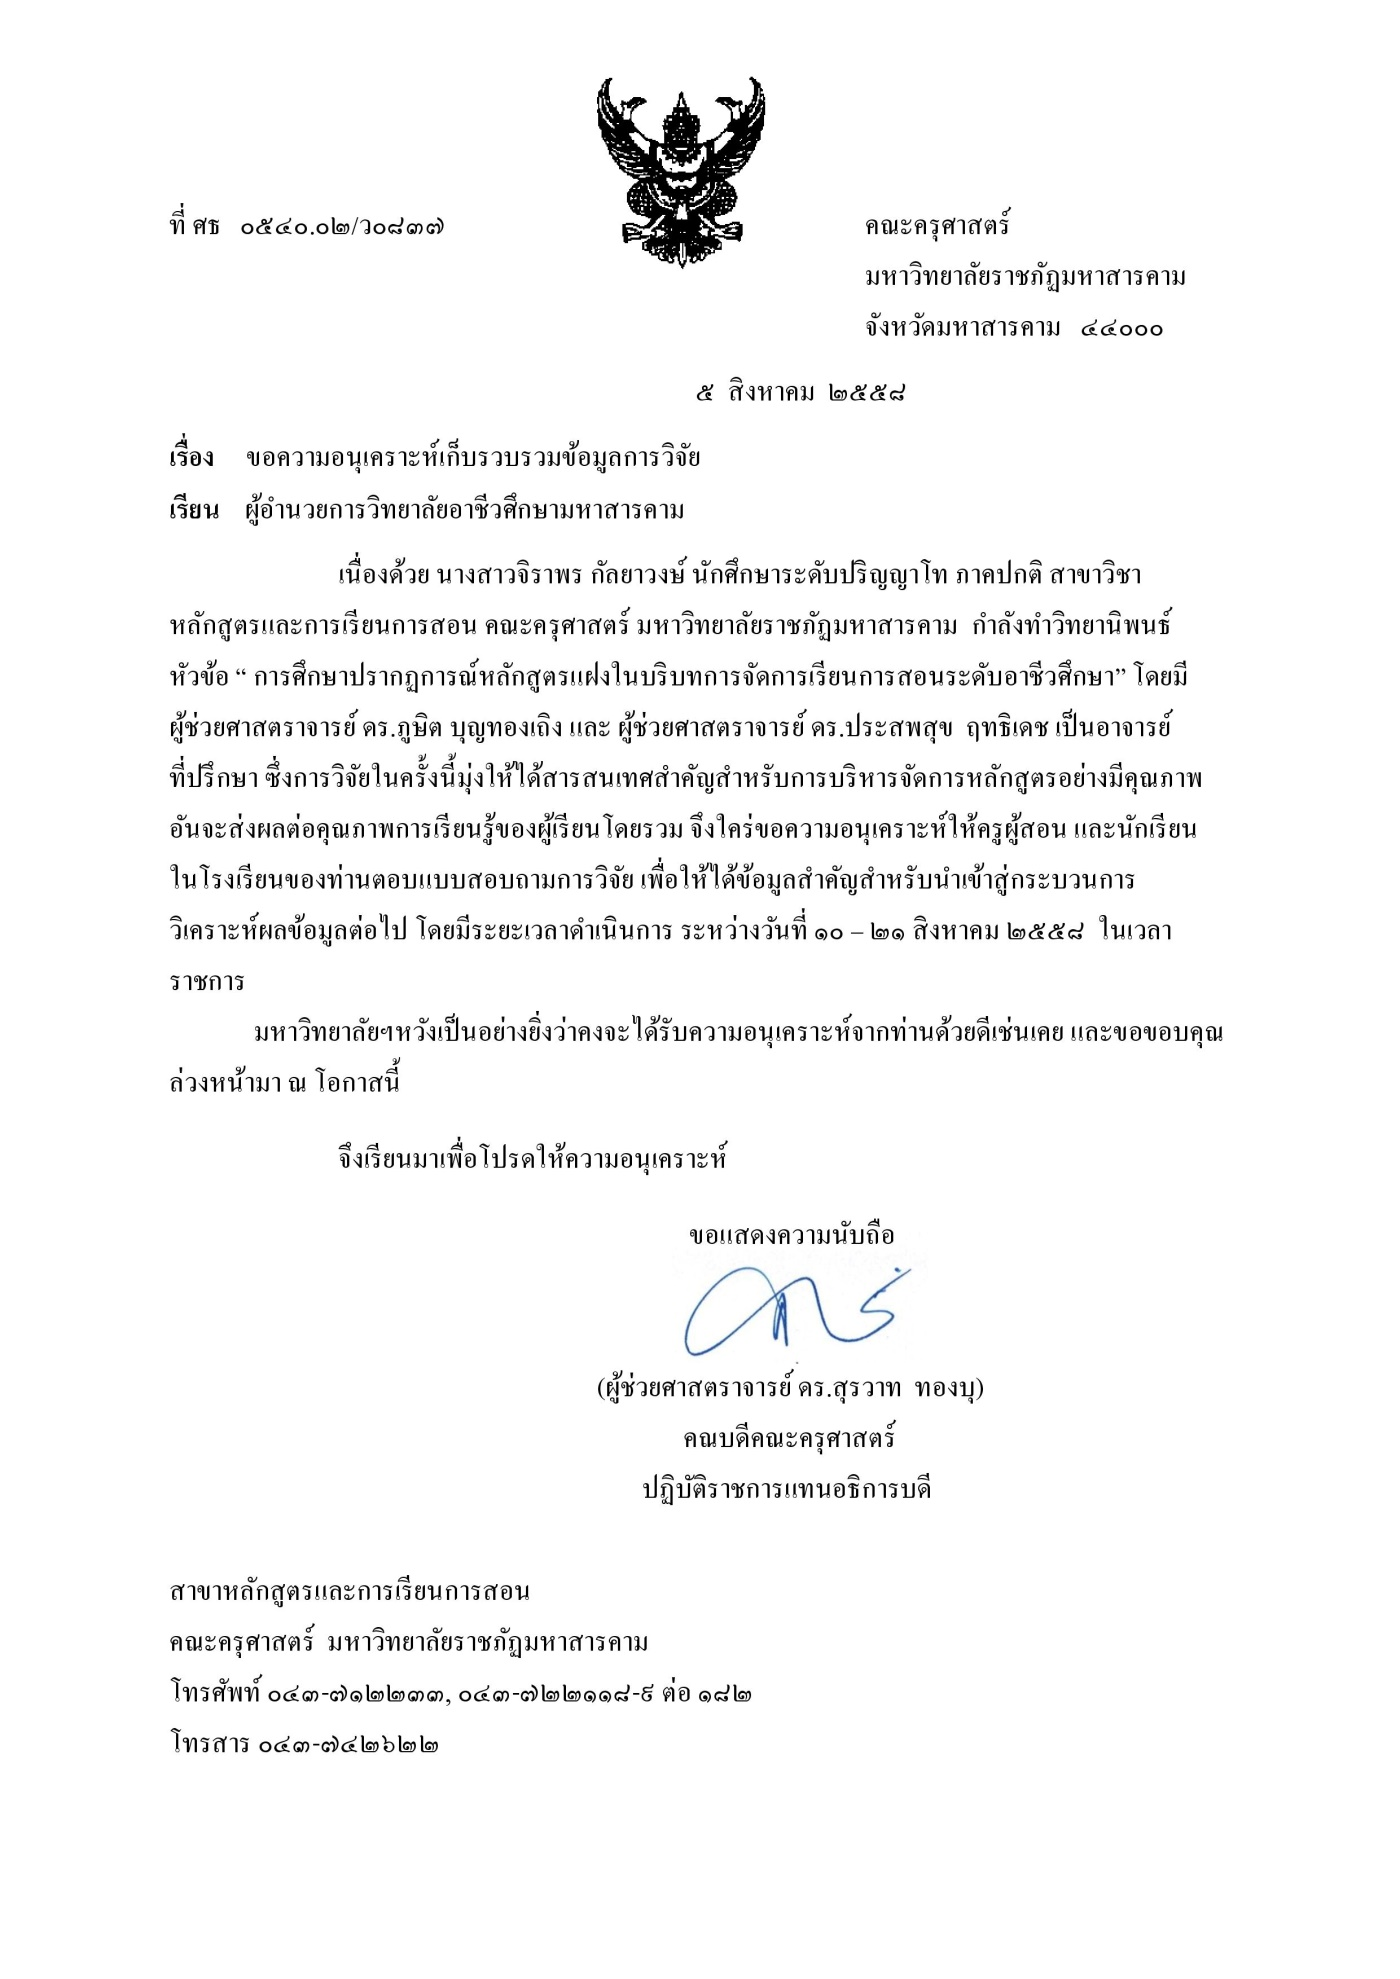 ที่ ศธ ๐๕๔๐.๐๒/ว๐๘๓๗
คณะครุศาสตร์
มหาวิทยาลัยราชภัฏมหาสารคาม
จังหวัดมหาสารคาม ๔๔๐๐๐
๕ สิงหาคม ๒๕๕๘
เรื่อง ขอความอนุเคราะห์เก็บรวบรวมข้อมูลการวิจัย
เรียน ผู้อำนวยการวิทยาลัยอาชีวศึกษามหาสารคาม
เนื่องด้วย นางสาวจิราพร กัลยาวงษ์ นักศึกษาระดับปริญญาโท ภาคปกติ สาขาวิชา
หลักสูตรและการเรียนการสอน คณะครุศาสตร์ มหาวิทยาลัยราชภัฏมหาสารคาม กำลังทำวิทยานิพนธ์
หัวข้อ “ การศึกษาปรากฏการณ์หลักสูตรแฝงในบริบทการจัดการเรียนการสอนระดับอาชีวศึกษา” โดยมี
ผู้ช่วยศาสตราจารย์ ดร.ภูษิต บุญทองเถิง และ ผู้ช่วยศาสตราจารย์ ดร.ประสพสุข ฤทธิเดช เป็นอาจารย์
ที่ปรึกษา ซึ่งการวิจัยในครั้งนี้มุ่งให้ได้สารสนเทศสำคัญสำหรับการบริหารจัดการหลักสูตรอย่างมีคุณภาพ
อันจะส่งผลต่อคุณภาพการเรียนรู้ของผู้เรียนโดยรวม จึงใคร่ขอความอนุเคราะห์ให้ครูผู้สอน และนักเรียน
ในโรงเรียนของท่านตอบแบบสอบถามการวิจัย เพื่อให้ได้ข้อมูลสำคัญสำหรับนำเข้าสู่กระบวนการ
วิเคราะห์ผลข้อมูลต่อไป โดยมีระยะเวลาดำเนินการ ระหว่างวันที่ ๑๐ – ๒๑ สิงหาคม ๒๕๕๘ ในเวลา
ราชการ
มหาวิทยาลัยฯหวังเป็นอย่างยิ่งว่าคงจะได้รับความอนุเคราะห์จากท่านด้วยดีเช่นเคย และขอขอบคุณ
ล่วงหน้ามา ณ โอกาสนี้
จึงเรียนมาเพื่อโปรดให้ความอนุเคราะห์
ขอแสดงความนับถือ
(ผู้ช่วยศาสตราจารย์ ดร.สุรวาท ทองบุ)
คณบดีคณะครุศาสตร์
ปฏิบัติราชการแทนอธิการบดี
สาขาหลักสูตรและการเรียนการสอน
คณะครุศาสตร์ มหาวิทยาลัยราชภัฏมหาสารคาม
โทรศัพท์ ๐๔๓-๗๑๒๒๓๓, ๐๔๓-๗๒๒๑๑๘-๙ ต่อ ๑๘๒
โทรสาร ๐๔๓-๗๔๒๖๒๒